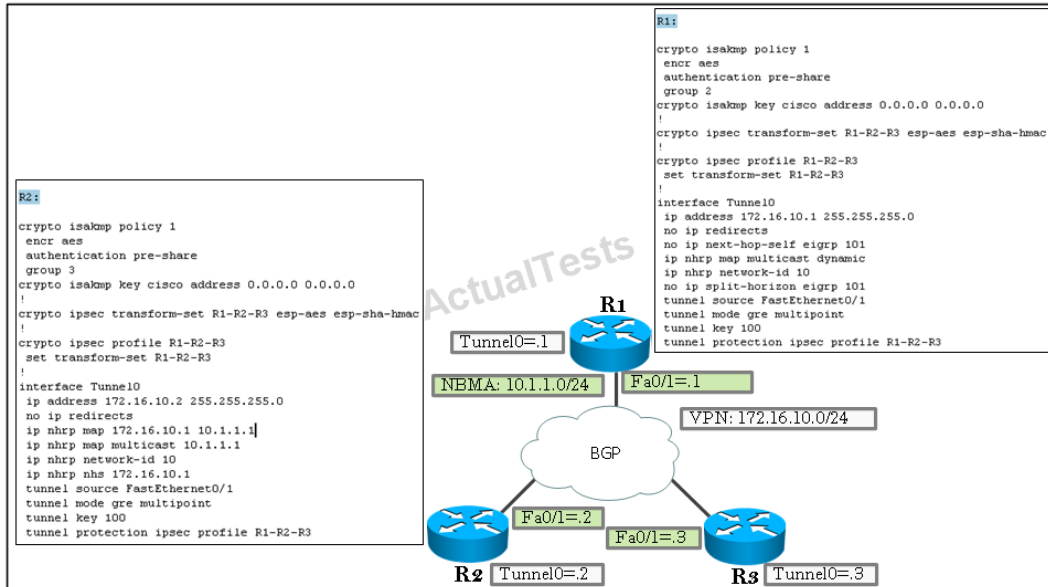 R1:
crypto isakmp policy 1
encr aes
authentication pre-share
group 2
crypto isakmp key cisco address 0.0.0.0 0.0.0.0
!
crypto ipsec transform-set R1-R2-R3 esp-aes esp-sha-hmac
!
crypto ipsec profile R1-R2-R3
set transform-set R1-R2-R3
!
interface Tunnel0
ip address 172.16.10.1 255.255.255.0
no ip redirects
no ip next-hop-self eigrp 101
ip nhrp map multicast dynamic
ip nhrp network-id 10
no ip split-horizon eigrp 101
tunnel source FastEthernet0/1
tunnel mode gre multipoint
tunnel key 100
tunnel protection ipsec profile R1-R2-R3
R2:
crypto isakmp policy 1
encr aes
authentication pre-share
group 3
crypto isakmp key cisco address 0.0.0.0 0.0.0.0
!
crypto ipsec transform-set R1-R2-R3 esp-aes esp-sha-hmac
!
crypto ipsec profile R1-R2-R3
set transform-set R1-R2-R3
!
interface Tunnel0
ip address 172.16.10.2 255.255.255.0
no ip redirects
ip nhrp map 172.16.10.1 10.1.1.1
ip nhrp map multicast 10.1.1.1
ip nhrp network-id 10
ip nhrp nhs 172.16.10.1
tunnel source FastEthernet0/1
tunnel mode gre multipoint
tunnel key 100
tunnel protection ipsec profile R1-R2-R3
ActualTests
R1
Tunnel0=.1
NBMA: 10.1.1.0/24
Fa0/1=.1
VPN: 172.16.10.0/24
BGP
Fa0/1=.2
Fa0/1=.3
R2
Tunnel0=.2
R3
Tunnel0=.3